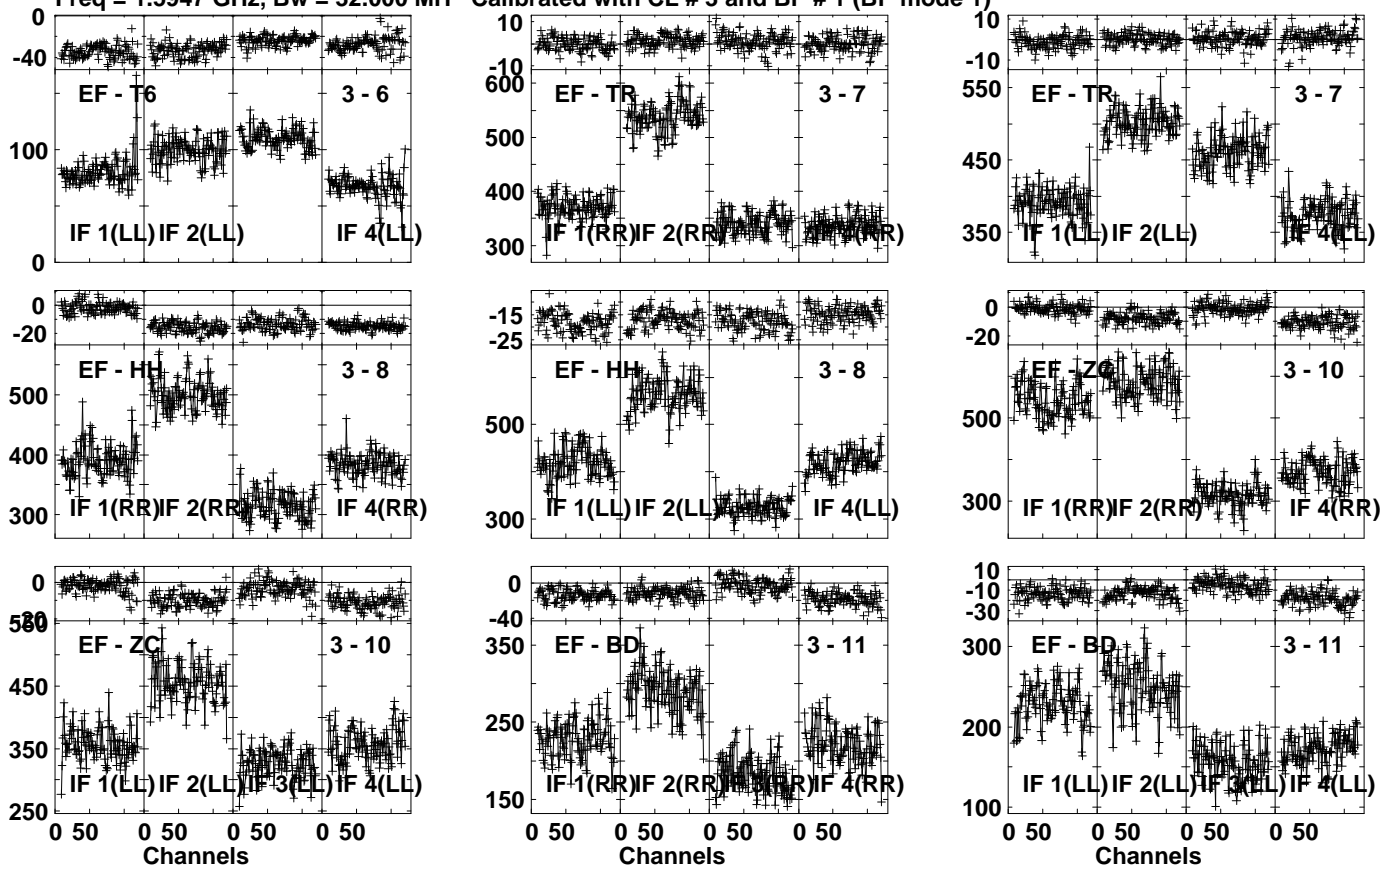 Freq = 1.5947 GHz, Bw = 32.000 MH Calibrated with CL # 3 and BP # 1 (BP mode 1)
0
-40
EF - T6 3 - 6
100
0
IF 1(LL) IF 2(LL) IF 4(LL)
10
-10
600
500
400
300
EF - TR 3 - 7
IF 1(RR) IF 2(RR) IF 4(RR)
10
-10
550
450
350
EF - TR 3 - 7
IF 1(LL) IF 2(LL) IF 4(LL)
0
-20
500
400
300
EF - HH 3 - 8
IF 1(RR) IF 2(RR) IF 4(RR)
-15
-25
500
300
EF - HH 3 - 8
IF 1(LL) IF 2(LL) IF 4(LL)
0
-20
500
300
EF - ZC 3 - 10
IF 1(RR) IF 2(RR) IF 4(RR)
0
-20
550
450
350
250
EF - ZC 3 - 10
IF 1(LL) IF 2(LL) IF 3(LL) IF 4(LL)
0 50 0 50 0 50 0 50
Channels
0
-40
350
250
150
EF - BD 3 - 11
IF 1(RR) IF 2(RR) IF 3(RR) IF 4(RR)
0 50 0 50 0 50 0 50
Channels
10
-10
-30
300
200
100
EF - BD 3 - 11
IF 1(LL) IF 2(LL) IF 3(LL) IF 4(LL)
0 50 0 50 0 50 0 50
Channels